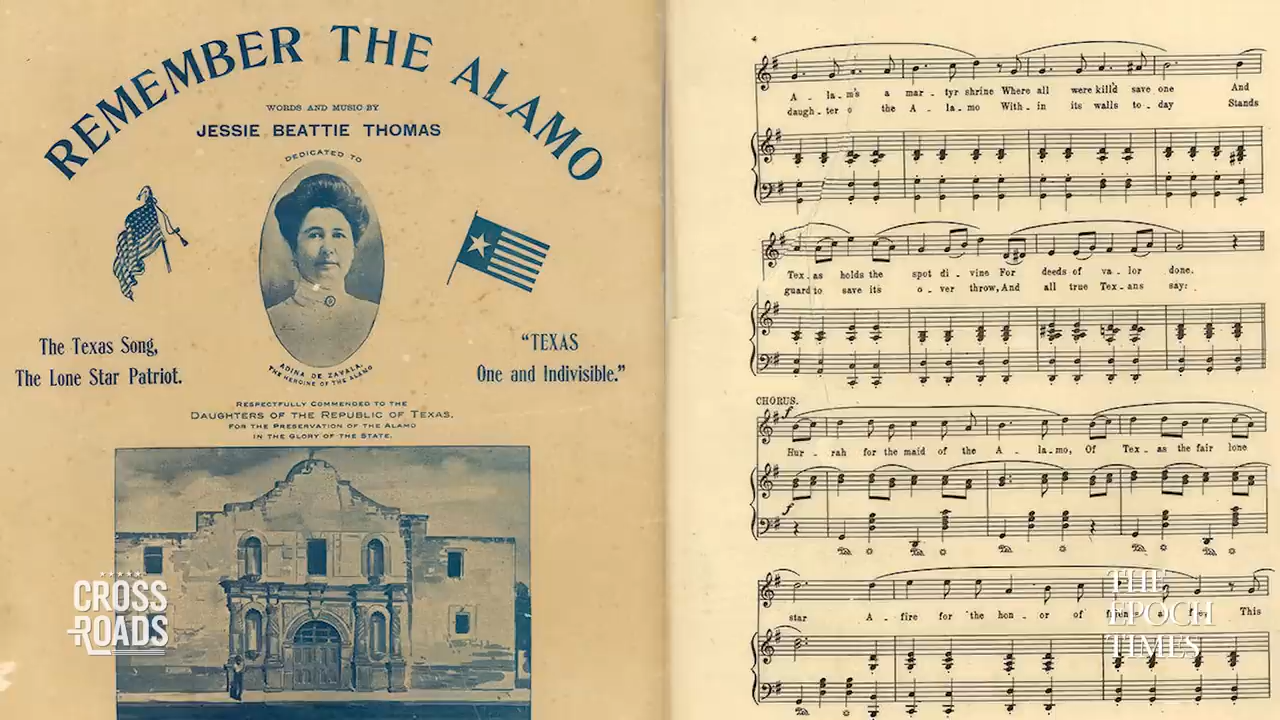 REMEMBER THE ALAMO
WORDS AND MUSIC BY
JESSIE BEATTIE THOMAS
DEDICATED TO
ADINA DE ZAVALA,
THE HEROINE OF THE ALAMO
The Texas Song,
The Lone Star Patriot.
“TEXAS
One and Indivisible.”
RESPECTFULLY COMMENDED TO THE
DAUGHTERS OF THE REPUBLIC OF TEXAS,
FOR THE PRESERVATION OF THE ALAMO
IN THE GLORY OF THE STATE.
CROSS
ROADS
4
A - la-m's a mar - tyr shrine Where all were kill'd save one And
daugh - ter o the A - la - mo With - in its walls to - day Stands
Tex - as holds the spot di - vine For deeds of va - lor done.
guard to save its o - ver throw, And all true Tex - ans say:
CHORUS.
f
Hur - rah for the maid of the A - la - mo, Of Tex - as the fair lone
f
star A - fire for the hon - or of This
THE
EPOCH
TIMES